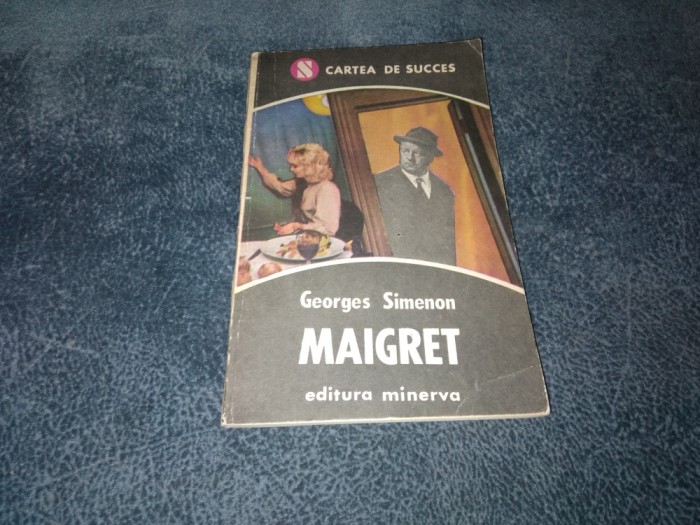 S CARTEA DE SUCCES
Georges Simenon
MAIGRET
editura minerva